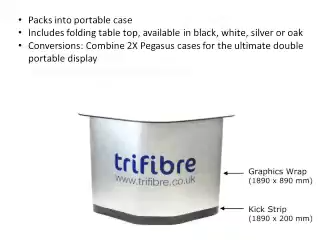 • Packs into portable case
• Includes folding table top, available in black, white, silver or oak
• Conversions: Combine 2X Pegasus cases for the ultimate double
portable display
trifibre
www.trifibre.co.uk
Graphics Wrap
(1890 x 890 mm)
Kick Strip
(1890 x 200 mm)